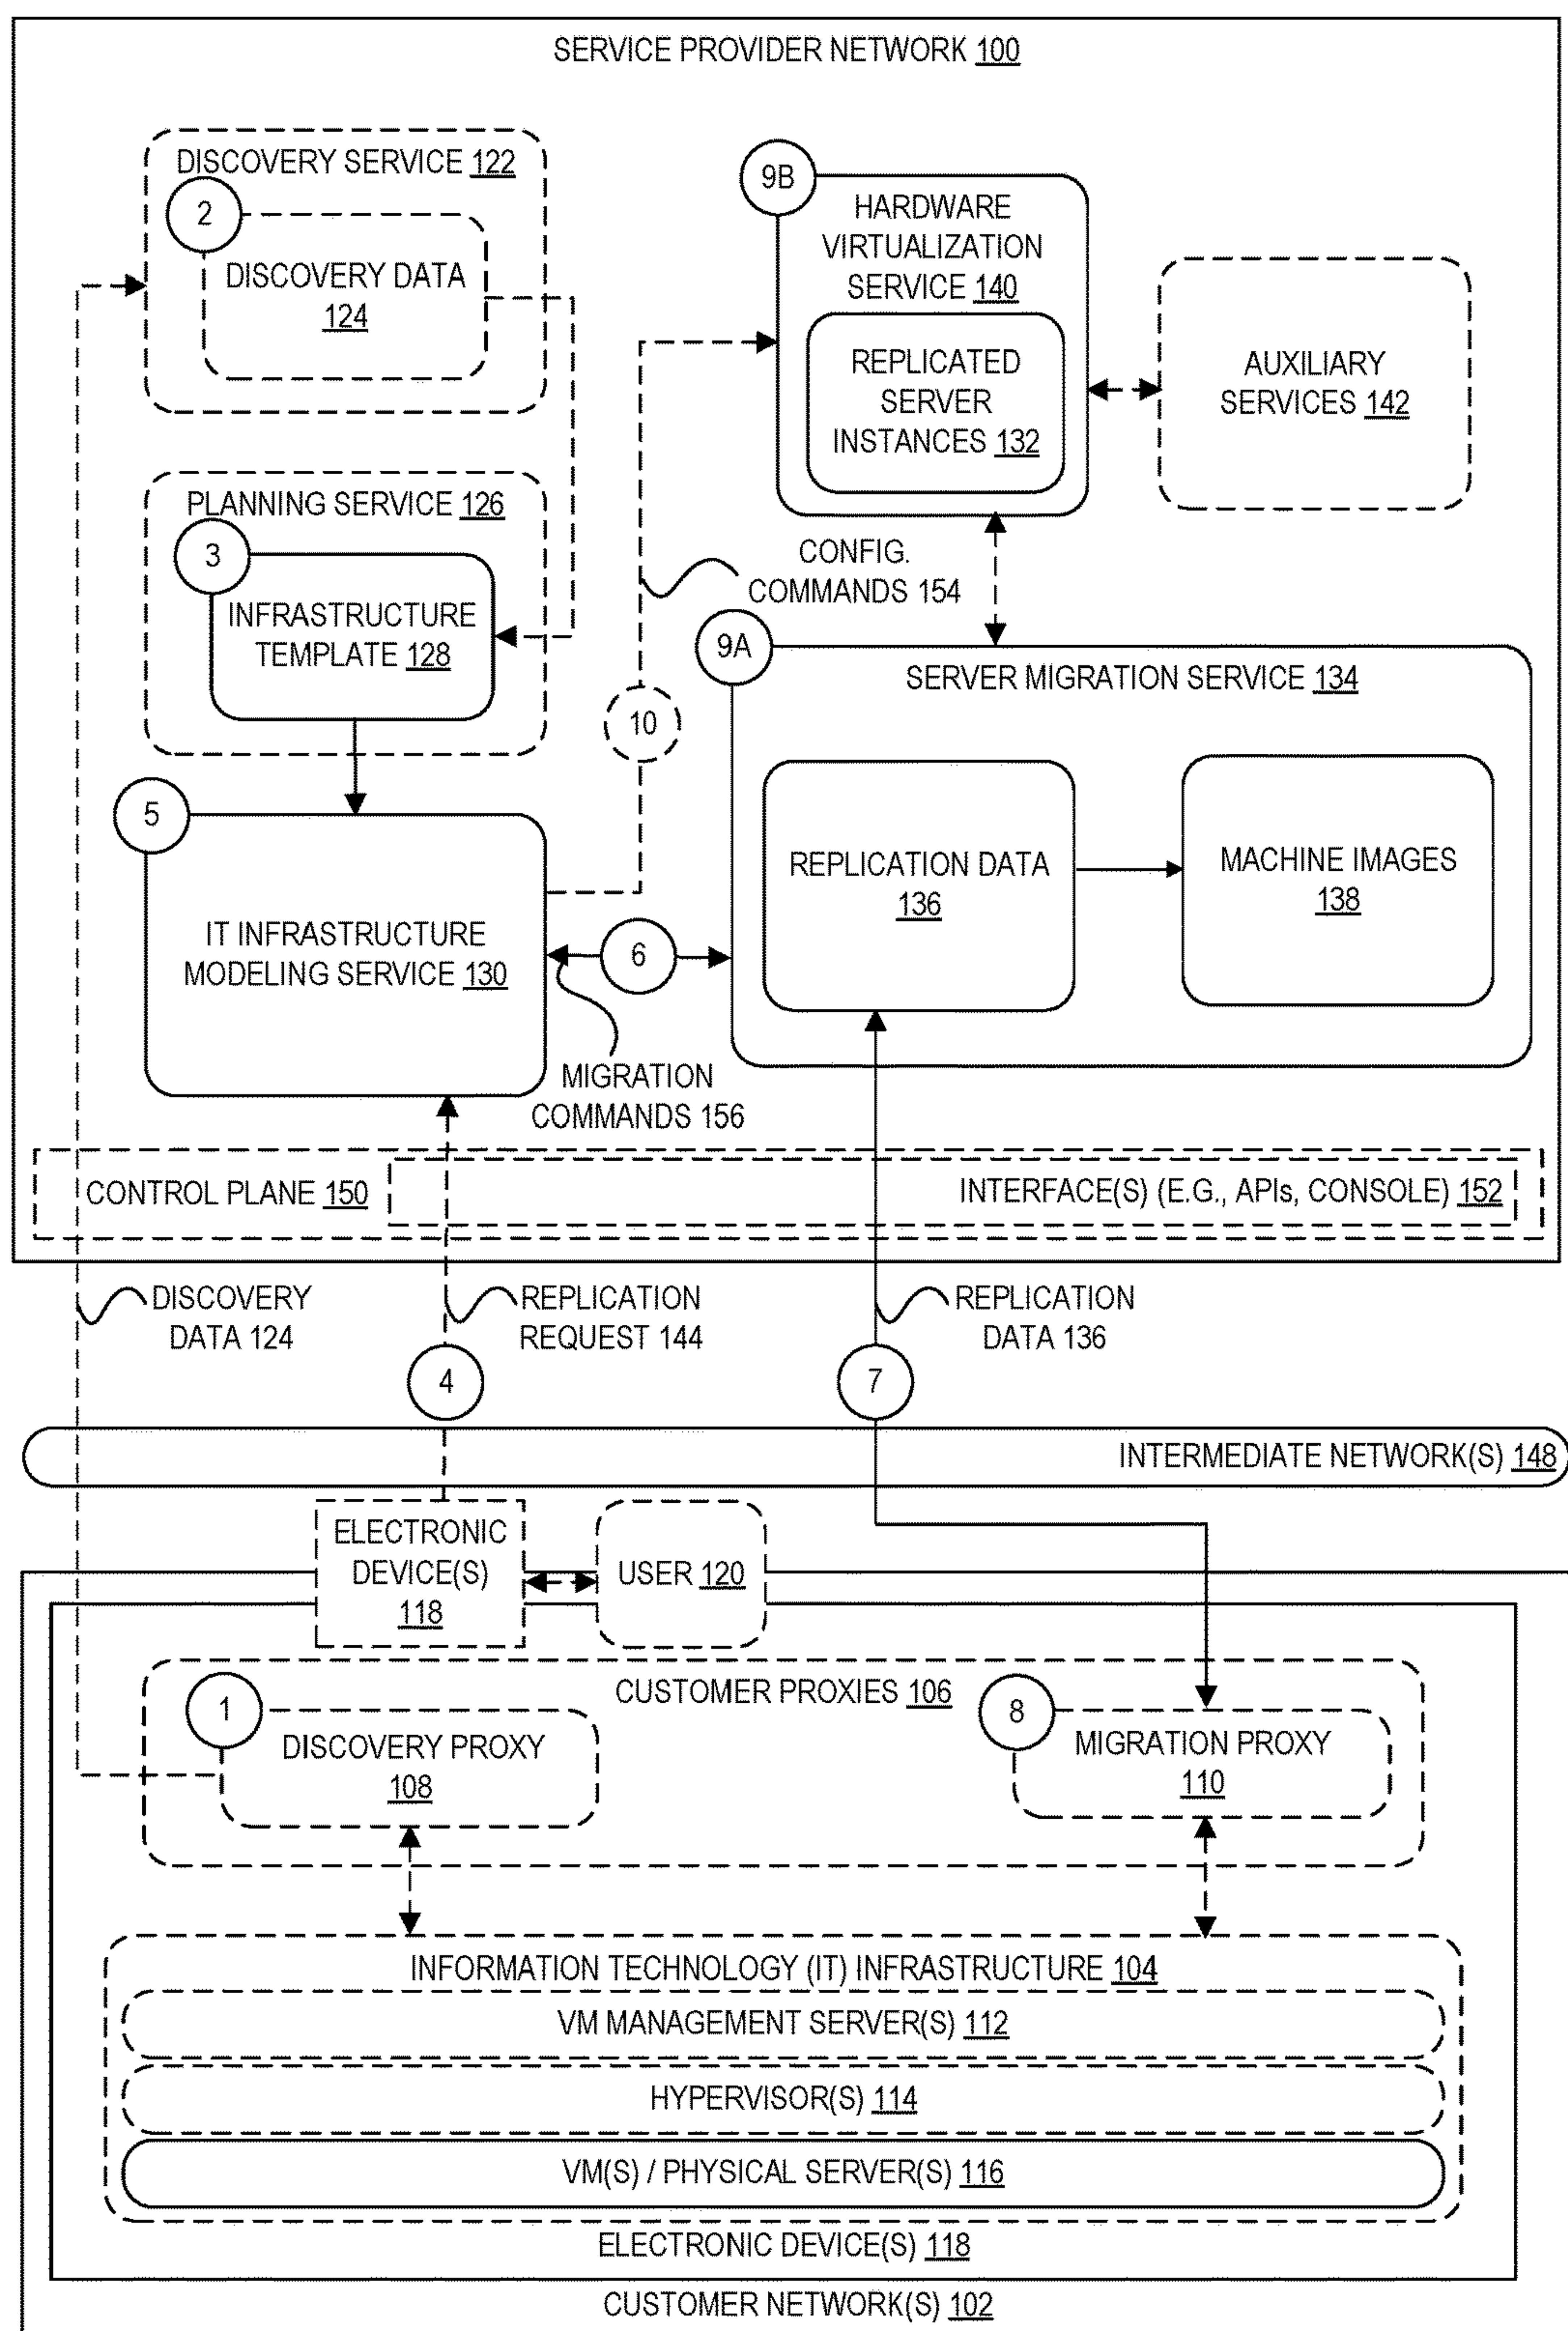 SERVICE PROVIDER NETWORK 100
DISCOVERY SERVICE 122
2
DISCOVERY DATA
124
9B
HARDWARE
VIRTUALIZATION
SERVICE 140
REPLICATED
SERVER
INSTANCES 132
AUXILIARY
SERVICES 142
PLANNING SERVICE 126
3
INFRASTRUCTURE
TEMPLATE 128
CONFIG.
COMMANDS 154
10
9A
SERVER MIGRATION SERVICE 134
REPLICATION DATA
136
MACHINE IMAGES
138
5
IT INFRASTRUCTURE
MODELING SERVICE 130
6
MIGRATION
COMMANDS 156
CONTROL PLANE 150
INTERFACE(S) (E.G., APIs, CONSOLE) 152
DISCOVERY
DATA 124
REPLICATION
REQUEST 144
REPLICATION
DATA 136
4
7
INTERMEDIATE NETWORK(S) 148
ELECTRONIC
DEVICE(S)
118
USER 120
CUSTOMER PROXIES 106
1
DISCOVERY PROXY
108
8
MIGRATION PROXY
110
INFORMATION TECHNOLOGY (IT) INFRASTRUCTURE 104
VM MANAGEMENT SERVER(S) 112
HYPERVISOR(S) 114
VM(S) / PHYSICAL SERVER(S) 116
ELECTRONIC DEVICE(S) 118
CUSTOMER NETWORK(S) 102